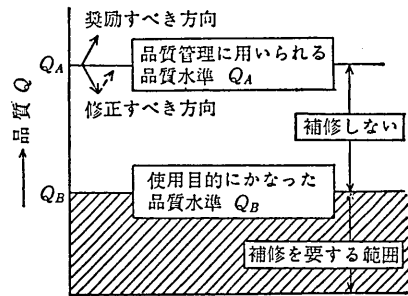 奨励すべき方向
Q_A
品質管理に用いられる
品質水準 Q_A
修正すべき方向
補修しない
品質 Q
Q_B
使用目的にかなった
品質水準 Q_B
補修を要する範囲